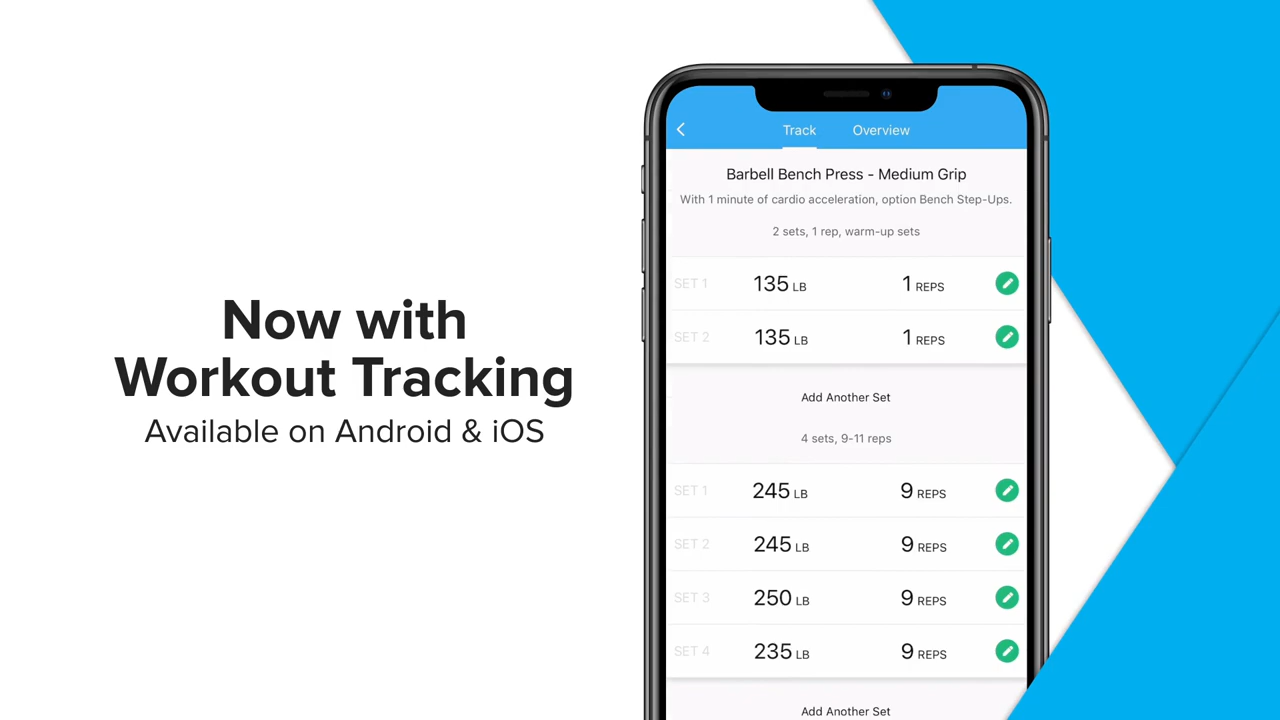 Now with
Workout Tracking
Available on Android & iOS
Track Overview
Barbell Bench Press - Medium Grip
With 1 minute of cardio acceleration, option Bench Step-Ups.
2 sets, 1 rep, warm-up sets
SET 1 135 LB 1 REPS
SET 2 135 LB 1 REPS
Add Another Set
4 sets, 9-11 reps
SET 1 245 LB 9 REPS
SET 2 245 LB 9 REPS
SET 3 250 LB 9 REPS
SET 4 235 LB 9 REPS
Add Another Set